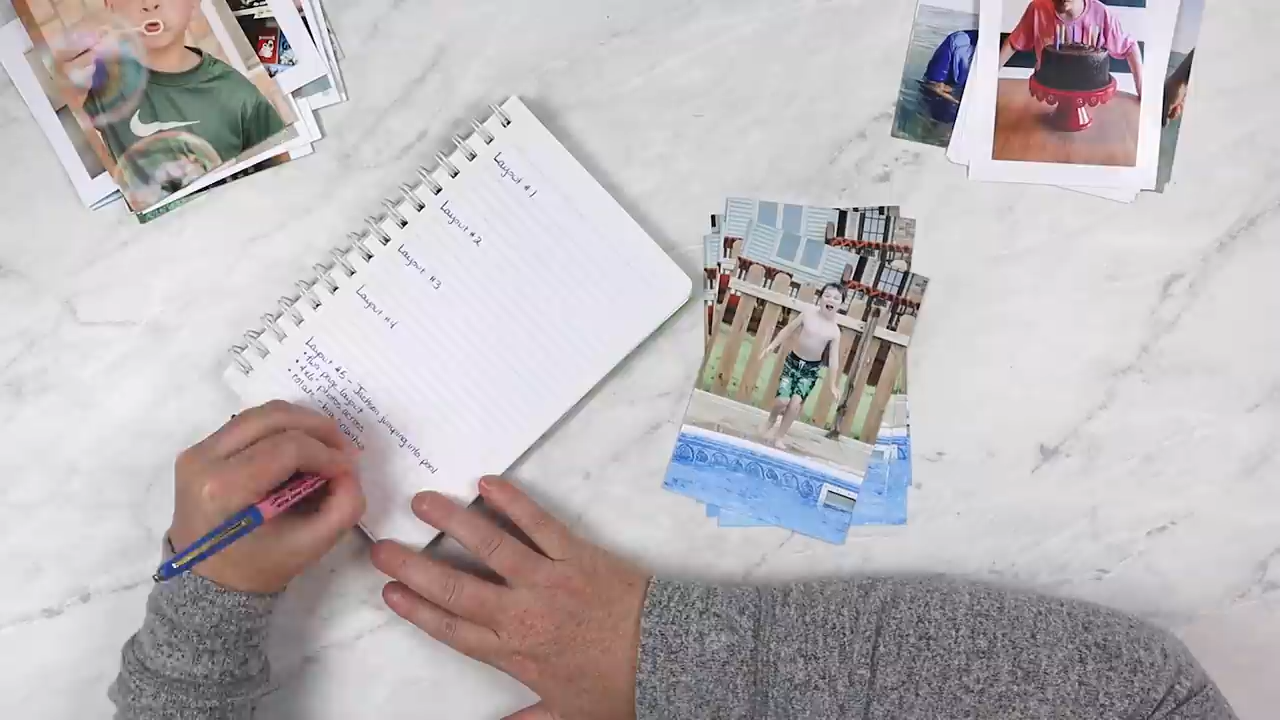 Layout #1
Layout #2
Layout #3
Layout #4
Layout #5 - Jackson jumping into pool
• two page layout
• 4x6" photos across